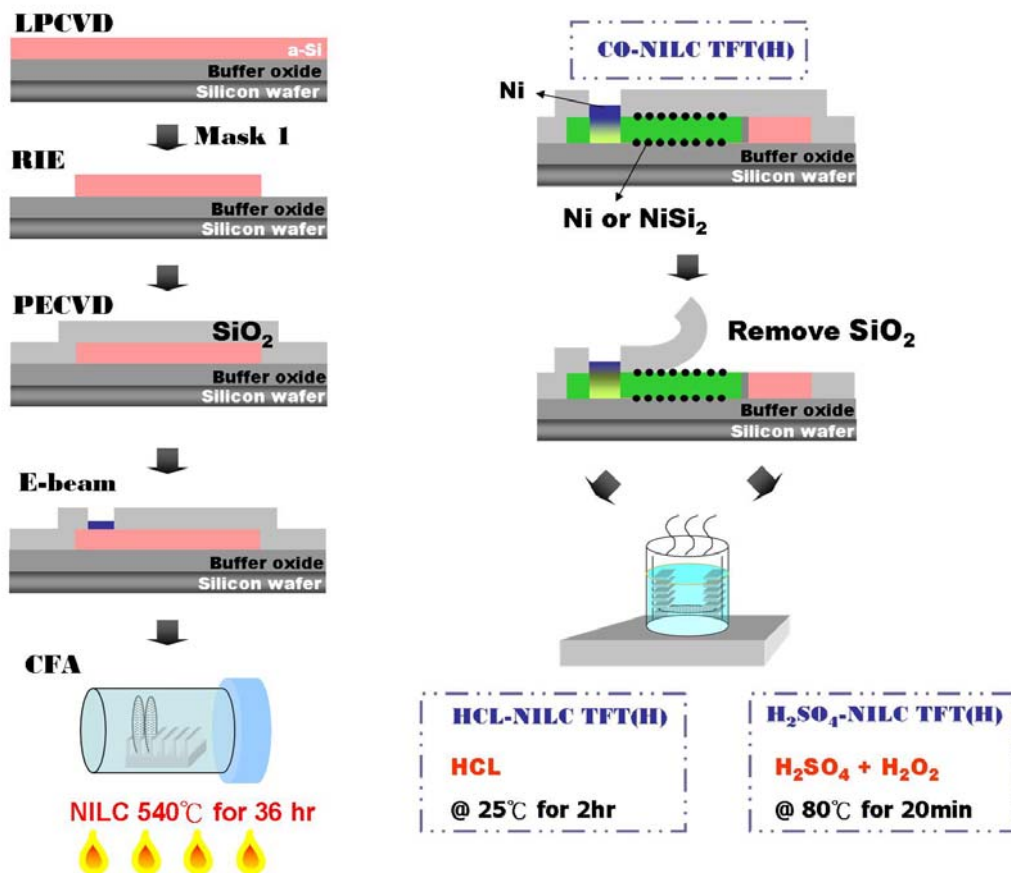 LPCVD
a-Si
Buffer oxide
Silicon wafer
Mask 1
RIE
Buffer oxide
Silicon wafer
PECVD
SiO₂
Buffer oxide
Silicon wafer
E-beam
Buffer oxide
Silicon wafer
CFA
NILC 540℃ for 36 hr
CO-NILC TFT(H)
Ni
Buffer oxide
Silicon wafer
Ni or NiSi₂
Remove SiO₂
Buffer oxide
Silicon wafer
HCL-NILC TFT(H)
HCL
@ 25℃ for 2hr
H₂SO₄-NILC TFT(H)
H₂SO₄ + H₂O₂
@ 80℃ for 20min